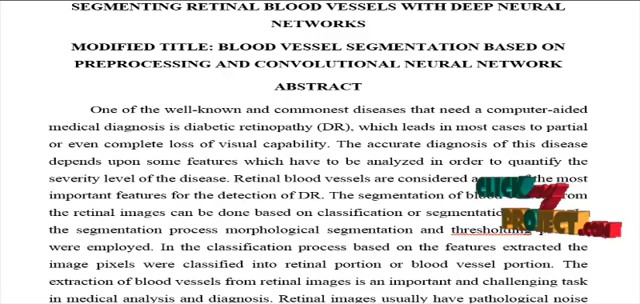 SEGMENTING RETINAL BLOOD VESSELS WITH DEEP NEURAL
NETWORKS
MODIFIED TITLE: BLOOD VESSEL SEGMENTATION BASED ON
PREPROCESSING AND CONVOLUTIONAL NEURAL NETWORK
ABSTRACT
One of the well-known and commonest diseases that need a computer-aided
medical diagnosis is diabetic retinopathy (DR), which leads in most cases to partial
or even complete loss of visual capability. The accurate diagnosis of this disease
depends upon some features which have to be analyzed in order to quantify the
severity level of the disease. Retinal blood vessels are considered the most
important features for the detection of DR. The segmentation of
the retinal images can be done based on classification or
the segmentation process morphological segmentation and
were employed. In the classification process based on the features extracted the
image pixels were classified into retinal portion or blood vessel portion. The
extraction of blood vessels from retinal images is an important and challenging task
in medical analysis and diagnosis. Retinal images usually have pathological noise
CLICK
MY
PROJECT.COM